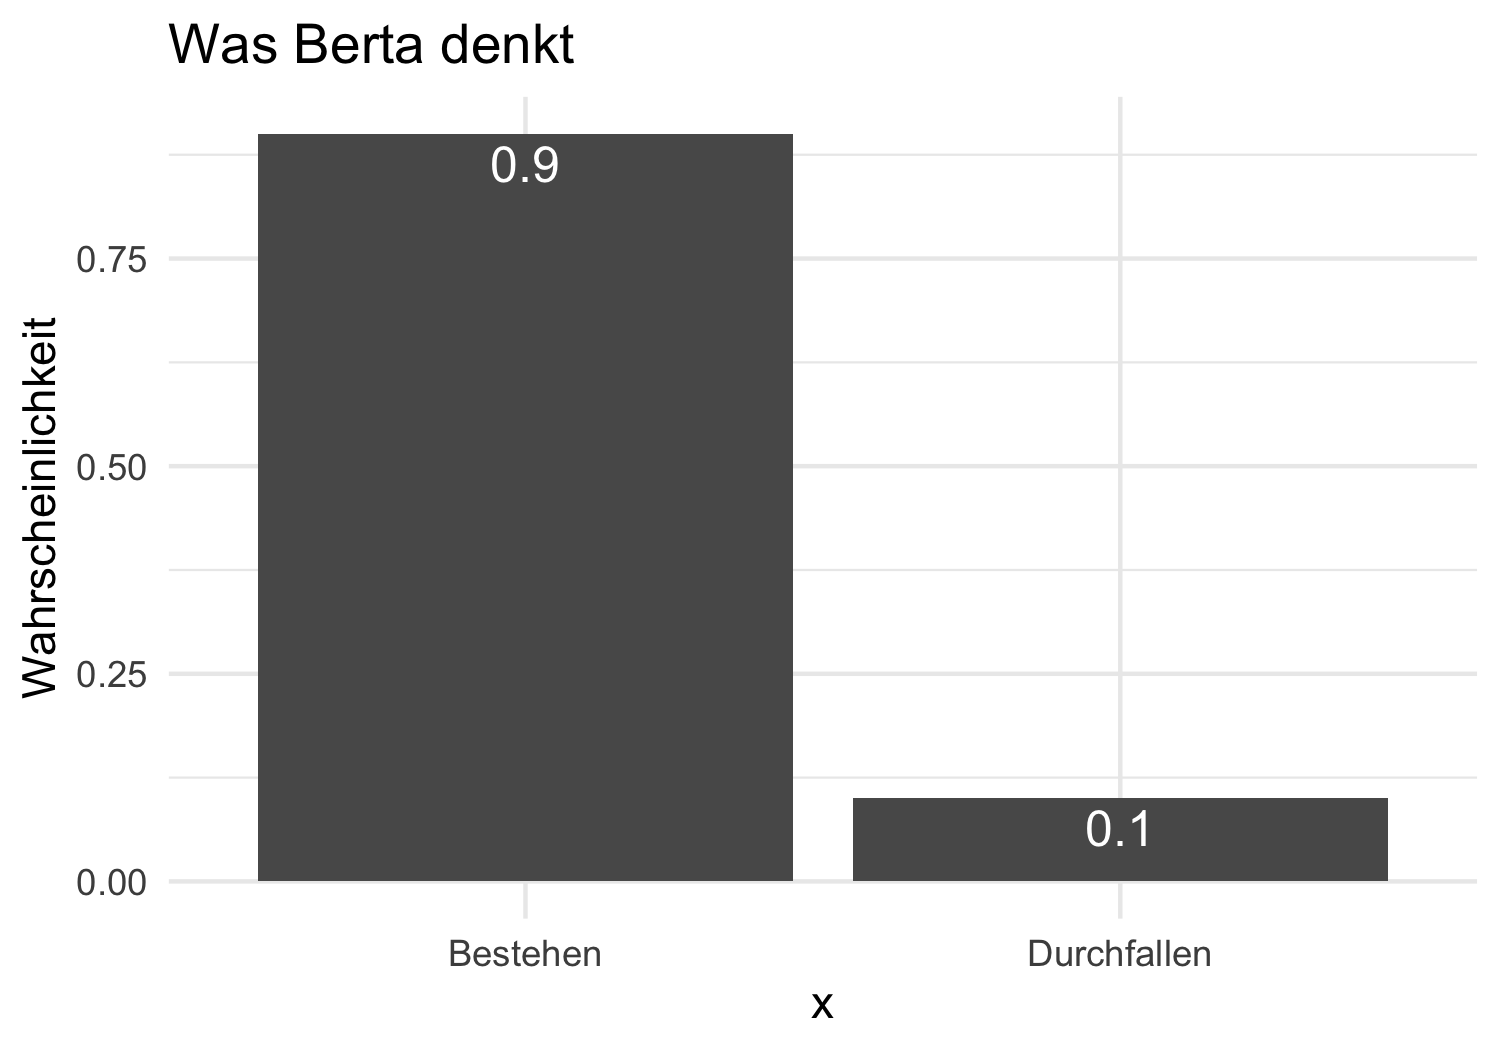 Was Berta denkt
Wahrscheinlichkeit
0.75
0.50
0.25
0.00
0.9
0.1
Bestehen
Durchfallen
x